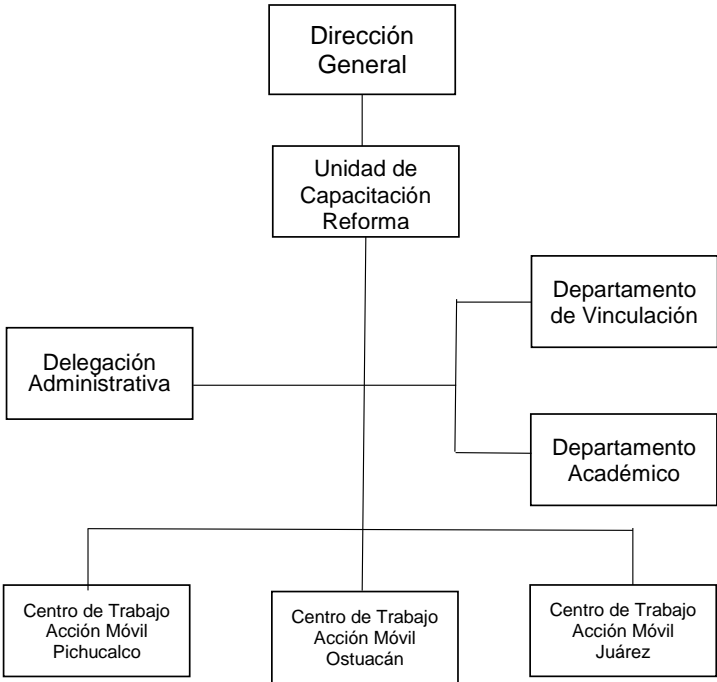 Dirección
General
Unidad de
Capacitación
Reforma
Departamento
de Vinculación
Delegación
Administrativa
Departamento
Académico
Centro de Trabajo
Acción Móvil
Pichucalco
Centro de Trabajo
Acción Móvil
Ostuacán
Centro de Trabajo
Acción Móvil
Juárez